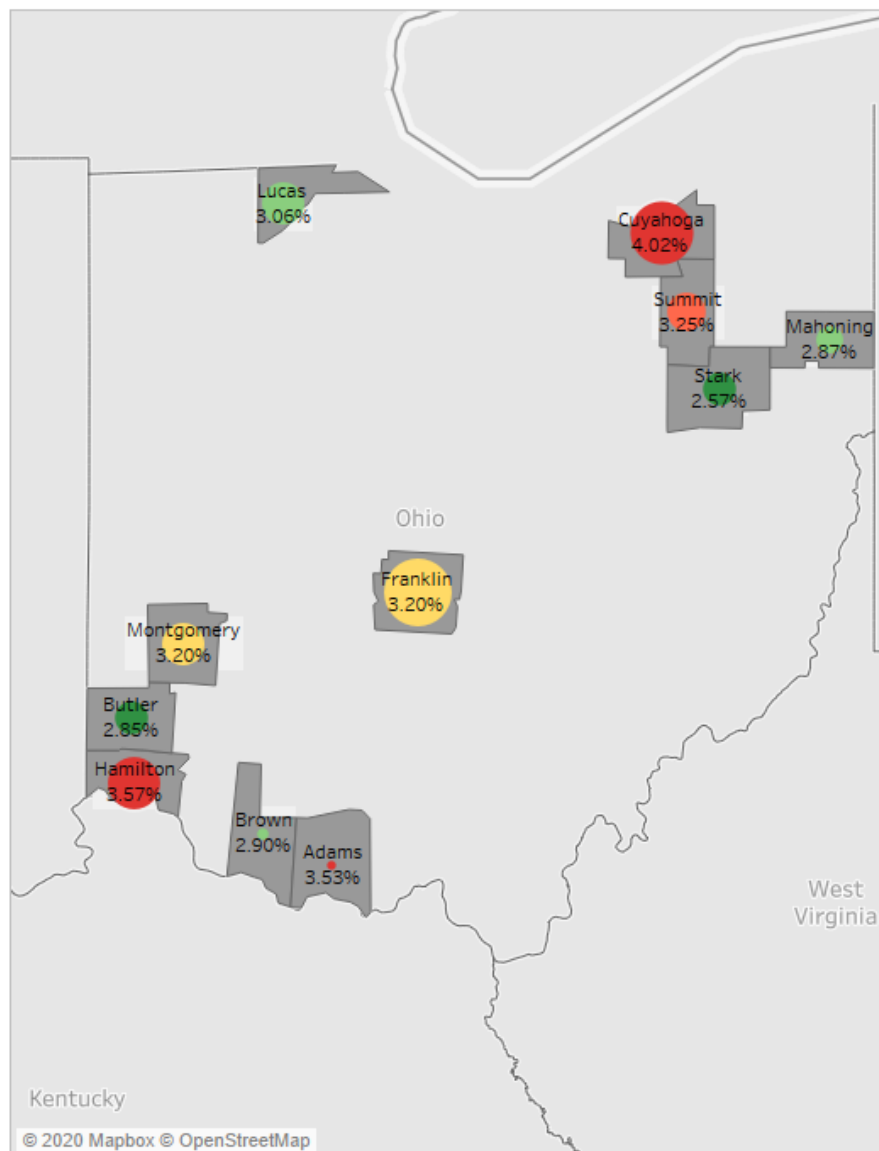 Lucas
3.06%
Cuyahoga
4.02%
Summit
3.25%
Mahoning
2.87%
Stark
2.57%
Ohio
Franklin
3.20%
Montgomery
3.20%
Butler
2.85%
Hamilton
3.57%
Brown
2.90%
Adams
3.53%
West
Virginia
Kentucky
© 2020 Mapbox © OpenStreetMap